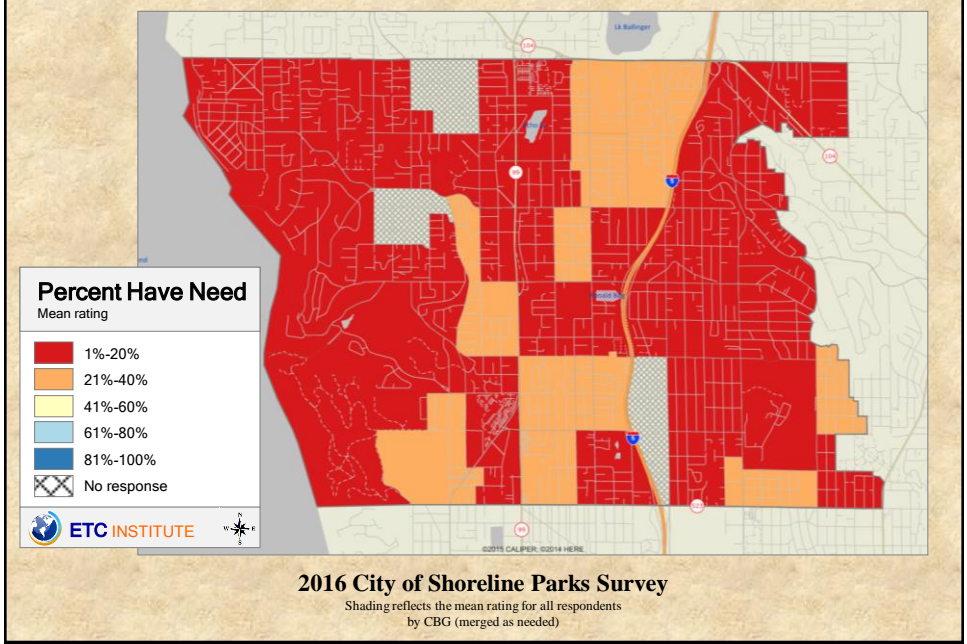 Lk Ballinger
104
99
5
104
Percent Have Need
Mean rating
1%-20%
21%-40%
41%-60%
61%-80%
81%-100%
No response
ETC INSTITUTE
N
W E
S
5
523
99
©2015 CALIPER; ©2014 HERE
2016 City of Shoreline Parks Survey
Shading reflects the mean rating for all respondents
by CBG (merged as needed)